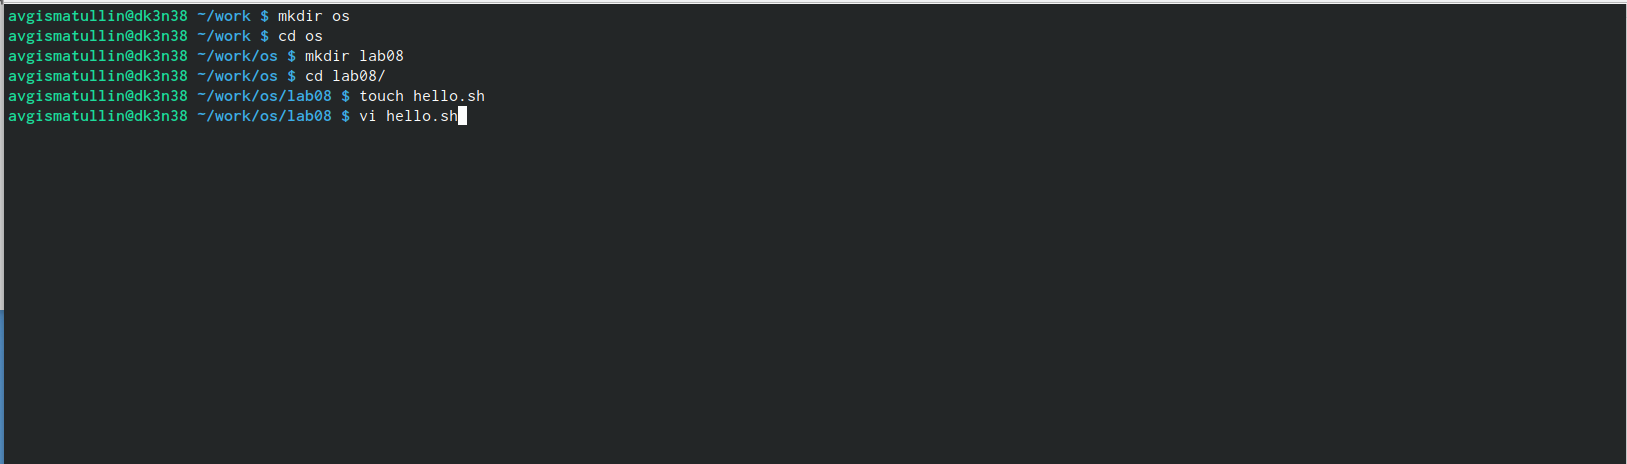 avgismatullin@dk3n38 ~/work $ mkdir os
avgismatullin@dk3n38 ~/work $ cd os
avgismatullin@dk3n38 ~/work/os $ mkdir lab08
avgismatullin@dk3n38 ~/work/os $ cd lab08/
avgismatullin@dk3n38 ~/work/os/lab08 $ touch hello.sh
avgismatullin@dk3n38 ~/work/os/lab08 $ vi hello.sh